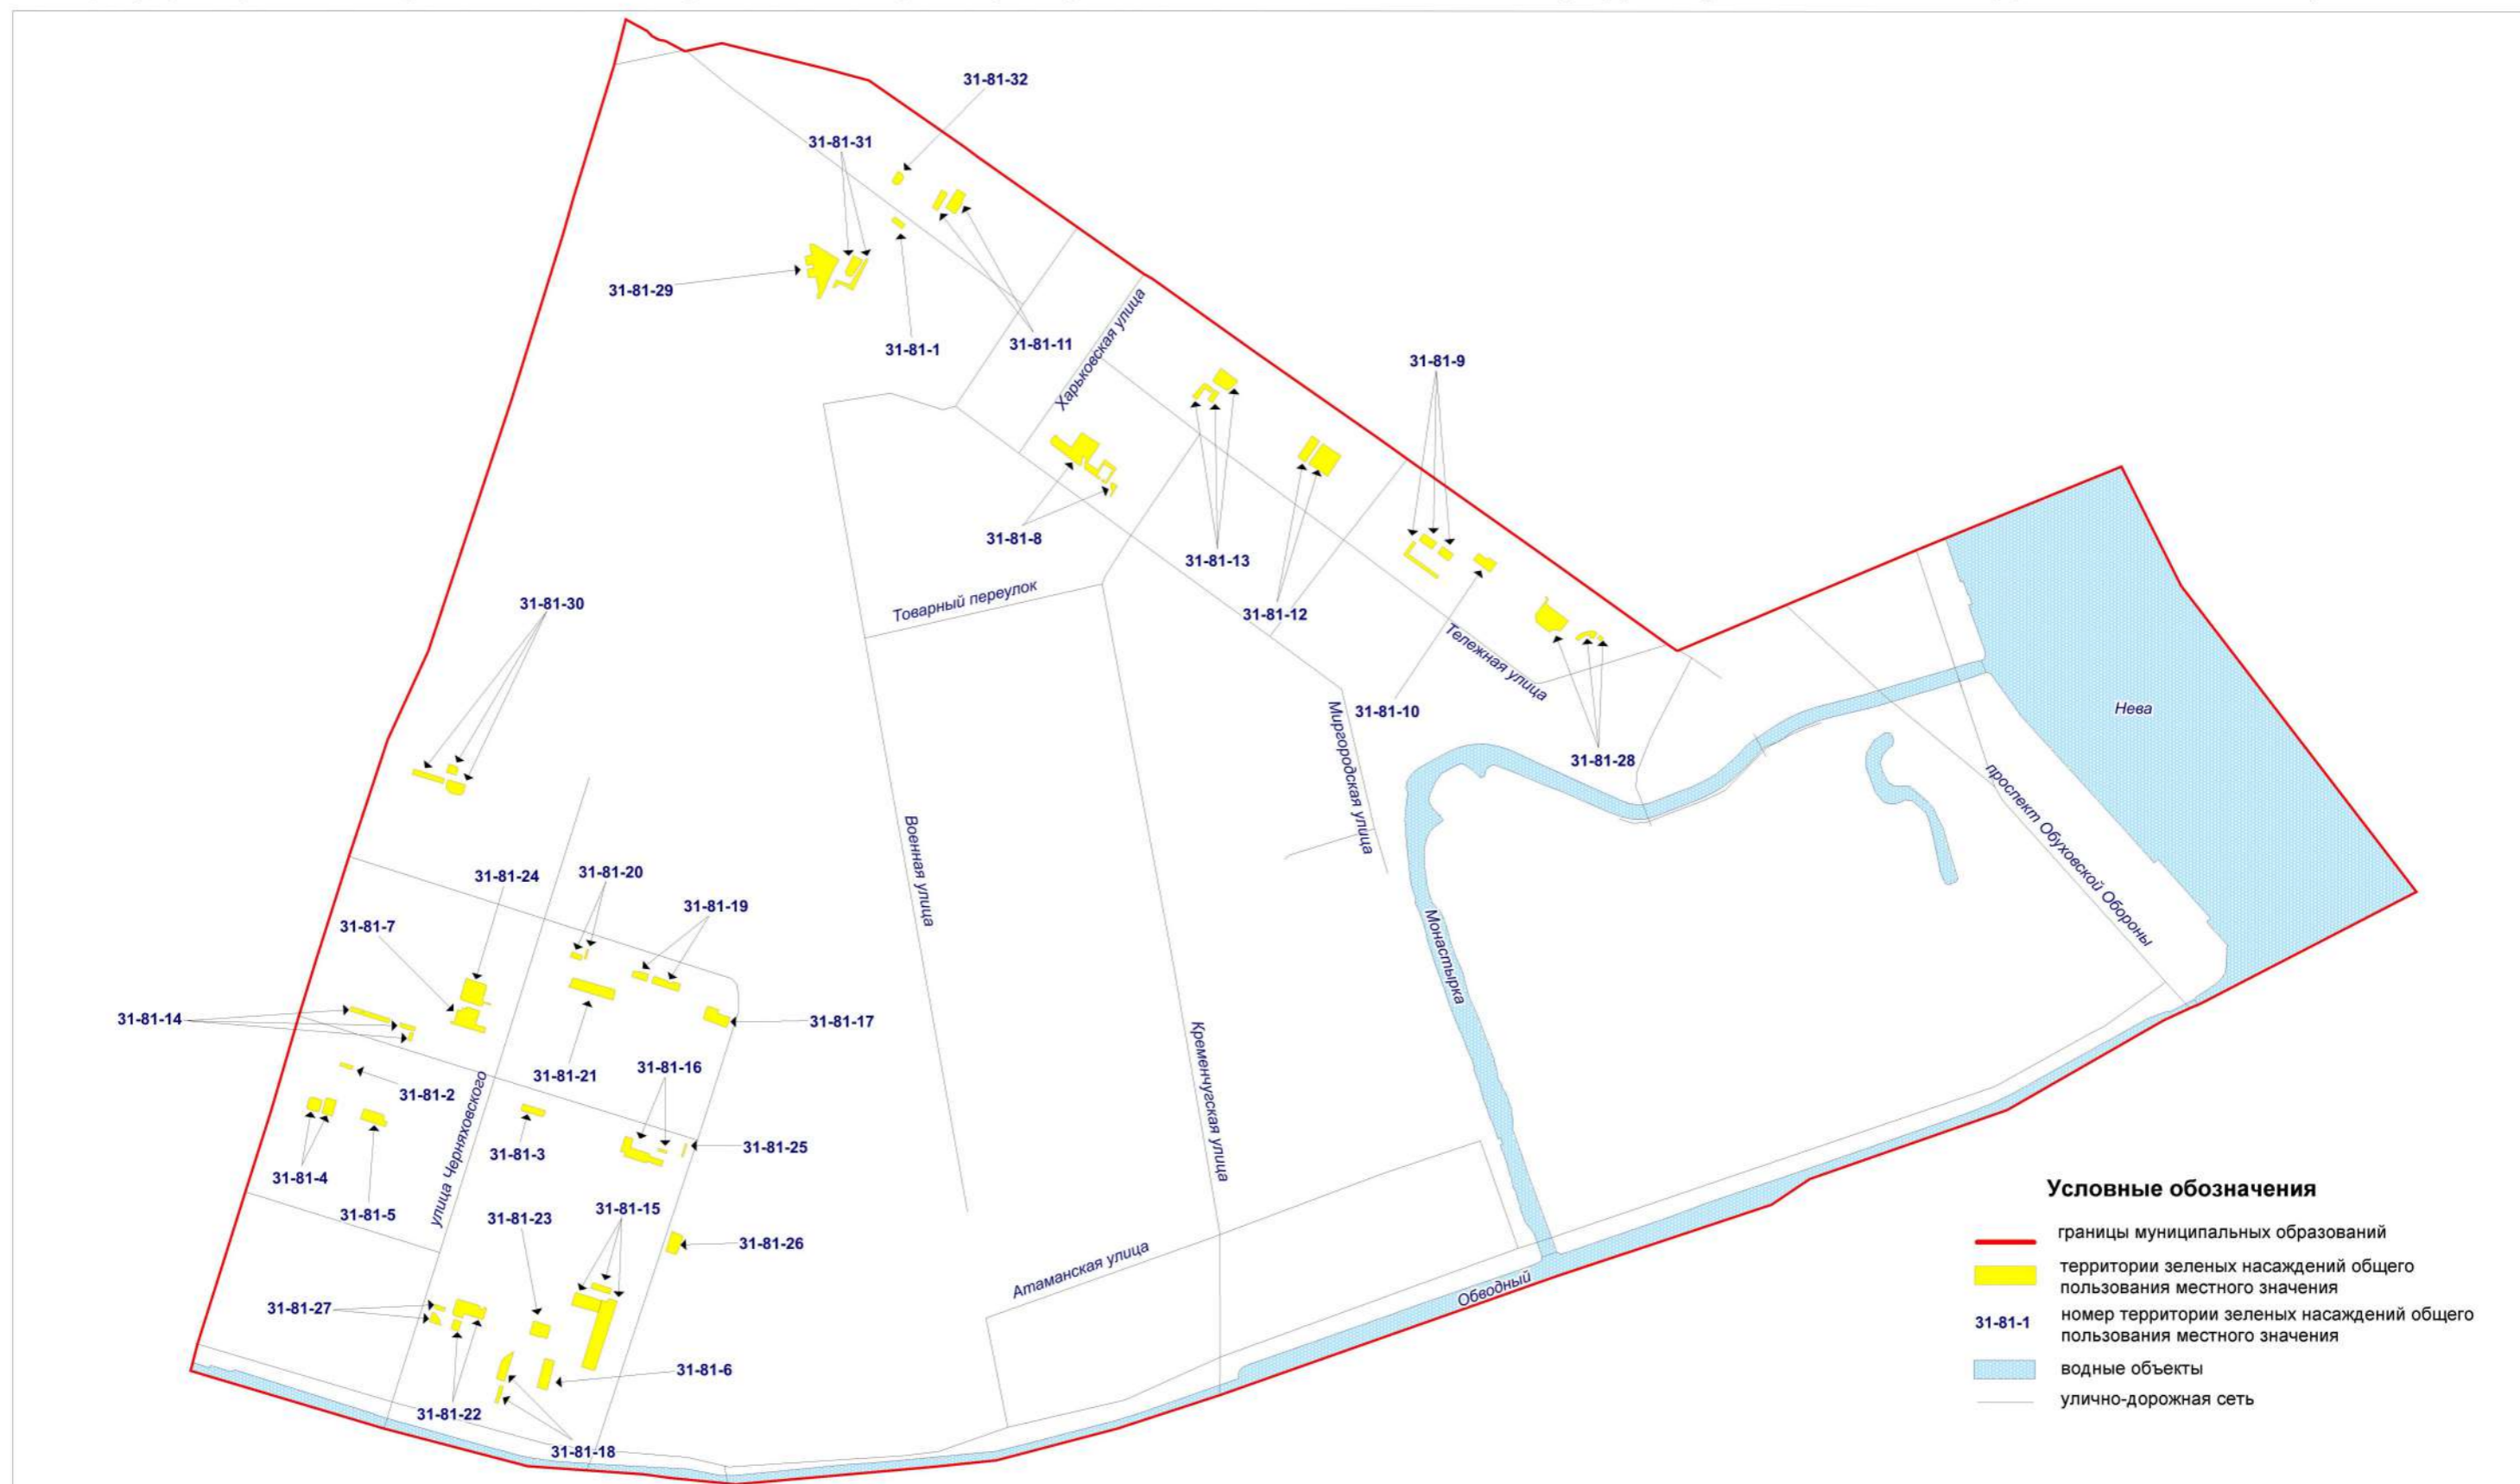 31-81-32
31-81-31
31-81-29
31-81-1
31-81-11
Харьковская улица
31-81-9
31-81-8
31-81-13
31-81-12
Товарный переулок
31-81-30
Тележная улица
31-81-10
Миргородская улица
31-81-28
Нева
проспект Обуховской Обороны
Военная улица
31-81-24
31-81-20
31-81-19
31-81-7
Монастырка
31-81-14
31-81-17
31-81-21
31-81-16
Кременчугская улица
31-81-2
улица Черняховского
31-81-3
31-81-25
31-81-4
31-81-5
31-81-23
31-81-15
31-81-26
Атаманская улица
Обводный
31-81-27
31-81-6
31-81-22
31-81-18
Условные обозначения
границы муниципальных образований
территории зеленых насаждений общего
пользования местного значения
31-81-1
номер территории зеленых насаждений общего
пользования местного значения
водные объекты
улично-дорожная сеть